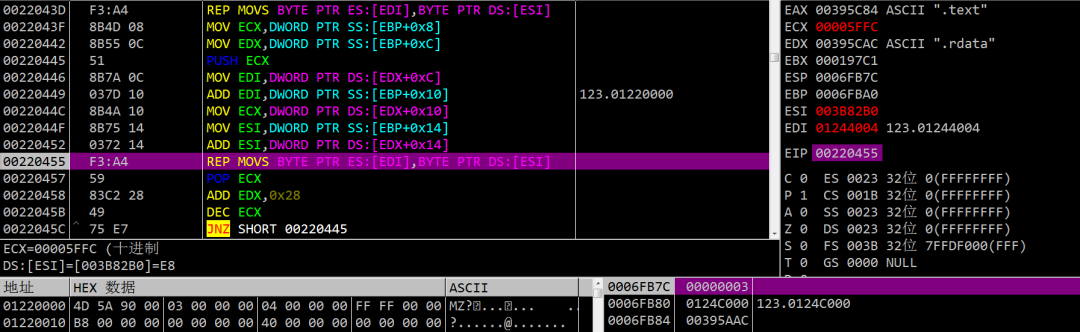 0022043D F3:A4 REP MOVS BYTE PTR ES:[EDI],BYTE PTR DS:[ESI]
0022043F 8B4D 08 MOV ECX,DWORD PTR SS:[EBP+0x8]
00220442 8B55 0C MOV EDX,DWORD PTR SS:[EBP+0xC]
00220445 51 PUSH ECX
00220446 8B7A 0C MOV EDI,DWORD PTR DS:[EDX+0xC]
00220449 037D 10 ADD EDI,DWORD PTR SS:[EBP+0x10] 123.01220000
0022044C 8B4A 10 MOV ECX,DWORD PTR DS:[EDX+0x10]
0022044F 8B75 14 MOV ESI,DWORD PTR SS:[EBP+0x14]
00220452 0372 14 ADD ESI,DWORD PTR DS:[EDX+0x14]
00220455 F3:A4 REP MOVS BYTE PTR ES:[EDI],BYTE PTR DS:[ESI]
00220457 59 POP ECX
00220458 83C2 28 ADD EDX,0x28
0022045B 49 DEC ECX
0022045C ^ 75 E7 JNZ SHORT 00220445
EAX 00395C84 ASCII ".text"
ECX 00005FFC
EDX 00395CAC ASCII ".rdata"
EBX 000197C1
ESP 0006FB7C
EBP 0006FBA0
ESI 003B82B0
EDI 01244004 123.01244004
EIP 00220455
C 0 ES 0023 32位 0(FFFFFFFF)
P 1 CS 001B 32位 0(FFFFFFFF)
A 0 SS 0023 32位 0(FFFFFFFF)
Z 0 DS 0023 32位 0(FFFFFFFF)
S 0 FS 003B 32位 7FFDF000(FFF)
T 0 GS 0000 NULL
ECX=00005FFC (十进制
DS:[ESI]=[003B82B0]=E8
地址 HEX 数据 ASCII
01220000 4D 5A 90 00 03 00 00 00 04 00 00 00 FF FF 00 00 MZ?...?...
01220010 B8 00 00 00 00 00 00 00 40 00 00 00 00 00 00 00 ?.......@.......
0006FB7C 00000003
0006FB80 0124C000 123.0124C000
0006FB84 00395AAC